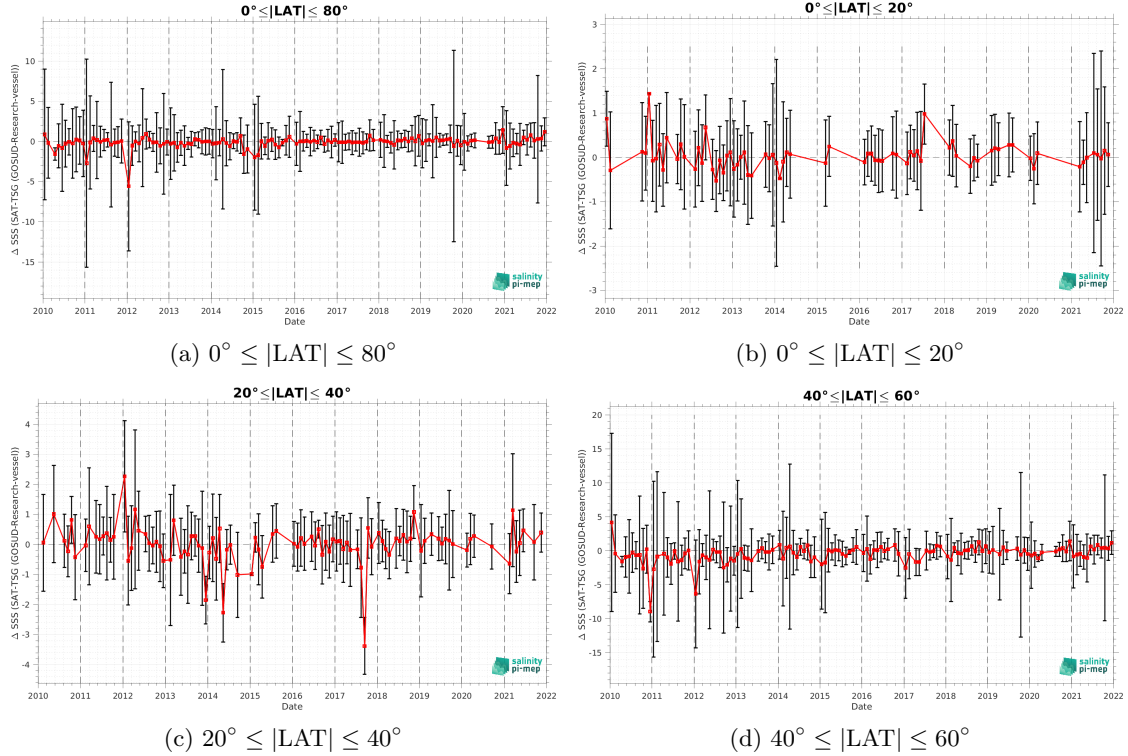 0°≤|LAT|≤ 80°
Δ SSS (SAT-TSG (GOSUD-Research-vessel))
10
5
0
-5
-10
-15
2010 2011 2012 2013 2014 2015 2016 2017 2018 2019 2020 2021 2022
Date
salinity
pi-mep
(a) 0° ≤ |LAT| ≤ 80°
0°≤|LAT|≤ 20°
Δ SSS (SAT-TSG (GOSUD-Research-vessel))
3
2
1
0
-1
-2
-3
2010 2011 2012 2013 2014 2015 2016 2017 2018 2019 2020 2021 2022
Date
salinity
pi-mep
(b) 0° ≤ |LAT| ≤ 20°
20°≤|LAT|≤ 40°
Δ SSS (SAT-TSG (GOSUD-Research-vessel))
4
3
2
1
0
-1
-2
-3
-4
2010 2011 2012 2013 2014 2015 2016 2017 2018 2019 2020 2021 2022
Date
salinity
pi-mep
(c) 20° ≤ |LAT| ≤ 40°
40°≤|LAT|≤ 60°
Δ SSS (SAT-TSG (GOSUD-Research-vessel))
20
15
10
5
0
-5
-10
-15
2010 2011 2012 2013 2014 2015 2016 2017 2018 2019 2020 2021 2022
Date
salinity
pi-mep
(d) 40° ≤ |LAT| ≤ 60°